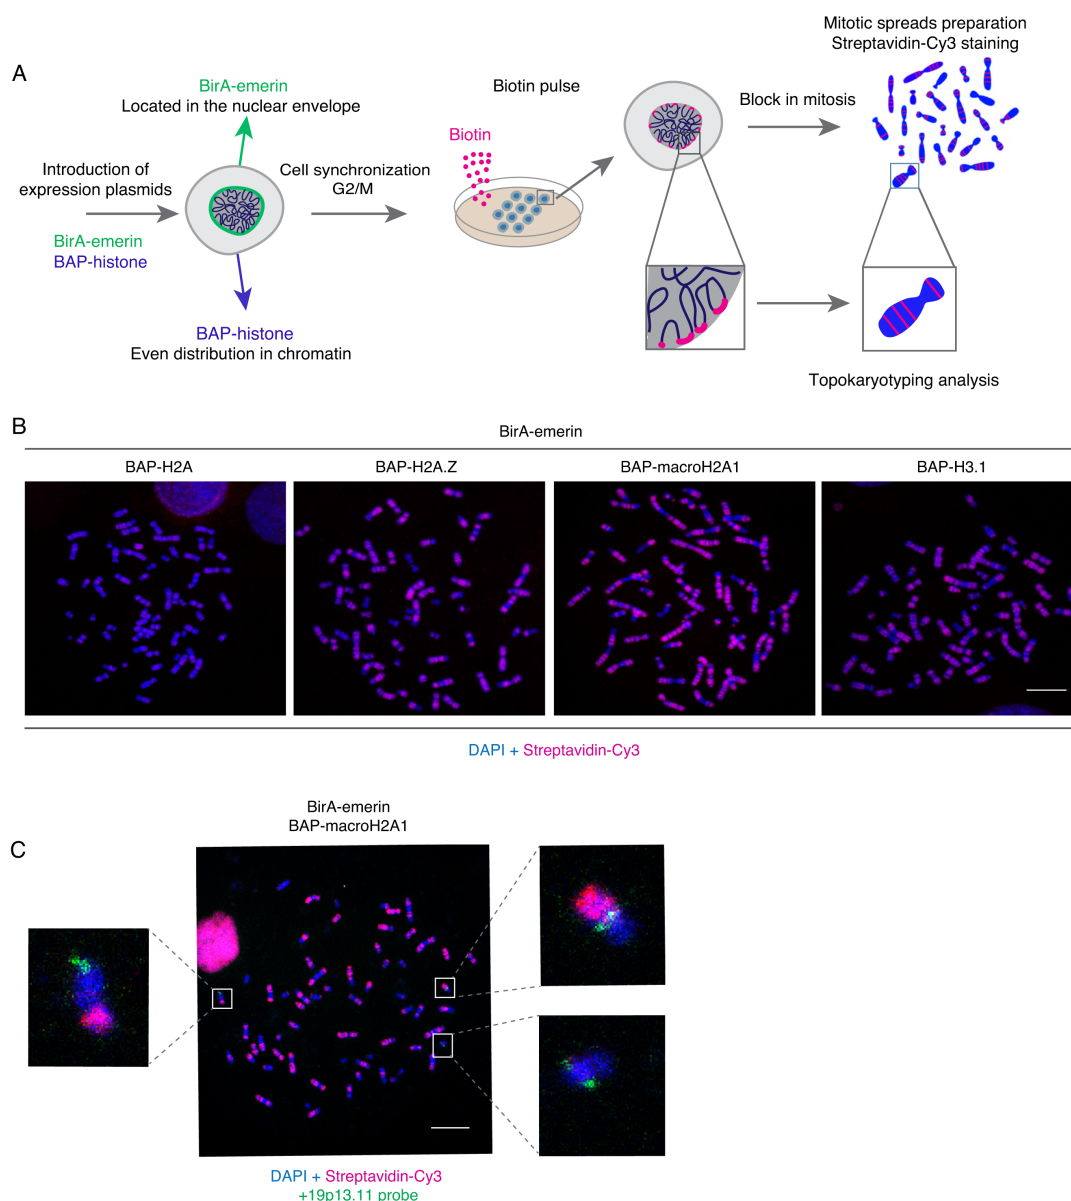 A
Mitotic spreads preparation
Streptavidin-Cy3 staining
BirA-emerin
Located in the nuclear envelope
Biotin pulse
Block in mitosis
Biotin
Introduction of
expression plasmids
Cell synchronization
G2/M
BirA-emerin
BAP-histone
BAP-histone
Even distribution in chromatin
Topokaryotyping analysis
B
BirA-emerin
BAP-H2A
BAP-H2A.Z
BAP-macroH2A1
BAP-H3.1
DAPI + Streptavidin-Cy3
BirA-emerin
BAP-macroH2A1
C
DAPI + Streptavidin-Cy3
+19p13.11 probe